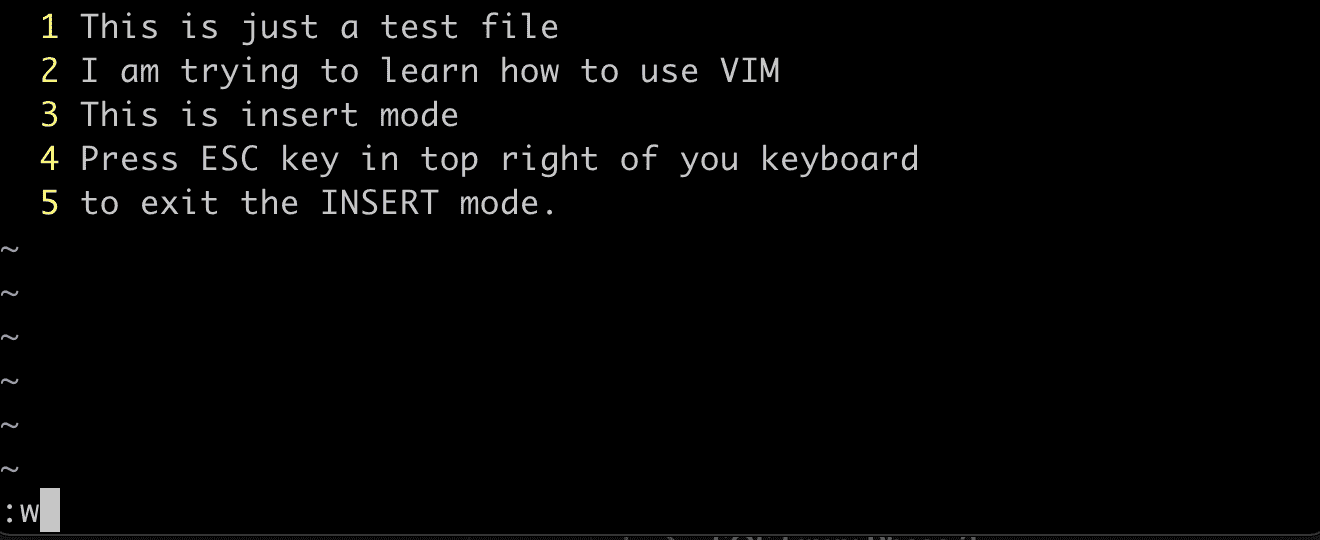 1 This is just a test file
2 I am trying to learn how to use VIM
3 This is insert mode
4 Press ESC key in top right of you keyboard
5 to exit the INSERT mode.
~
~
~
~
~
~
:w